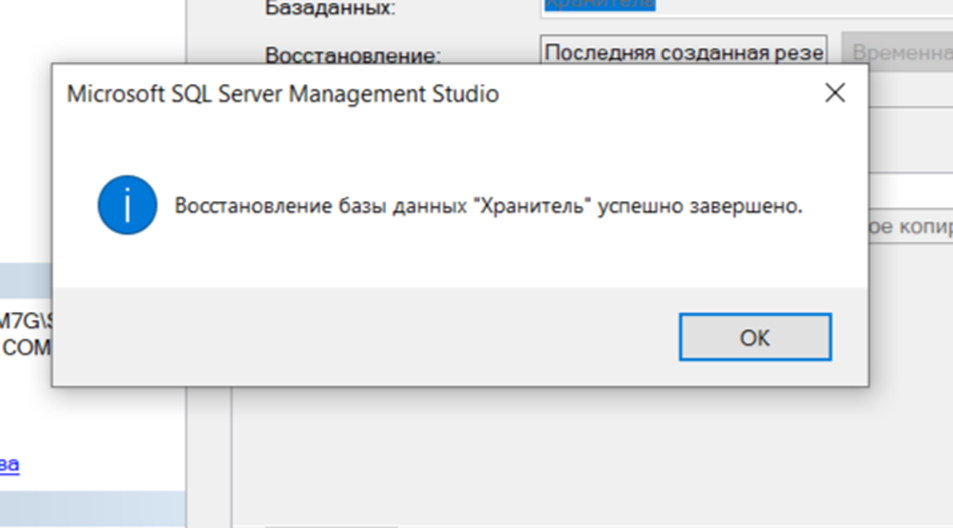 Базаданных:
Хранитель
Восстановление:
Последняя созданная резе
Временна
Microsoft SQL Server Management Studio
Восстановление базы данных "Хранитель" успешно завершено.
ое копир
M7G\S
COM
OK
ва